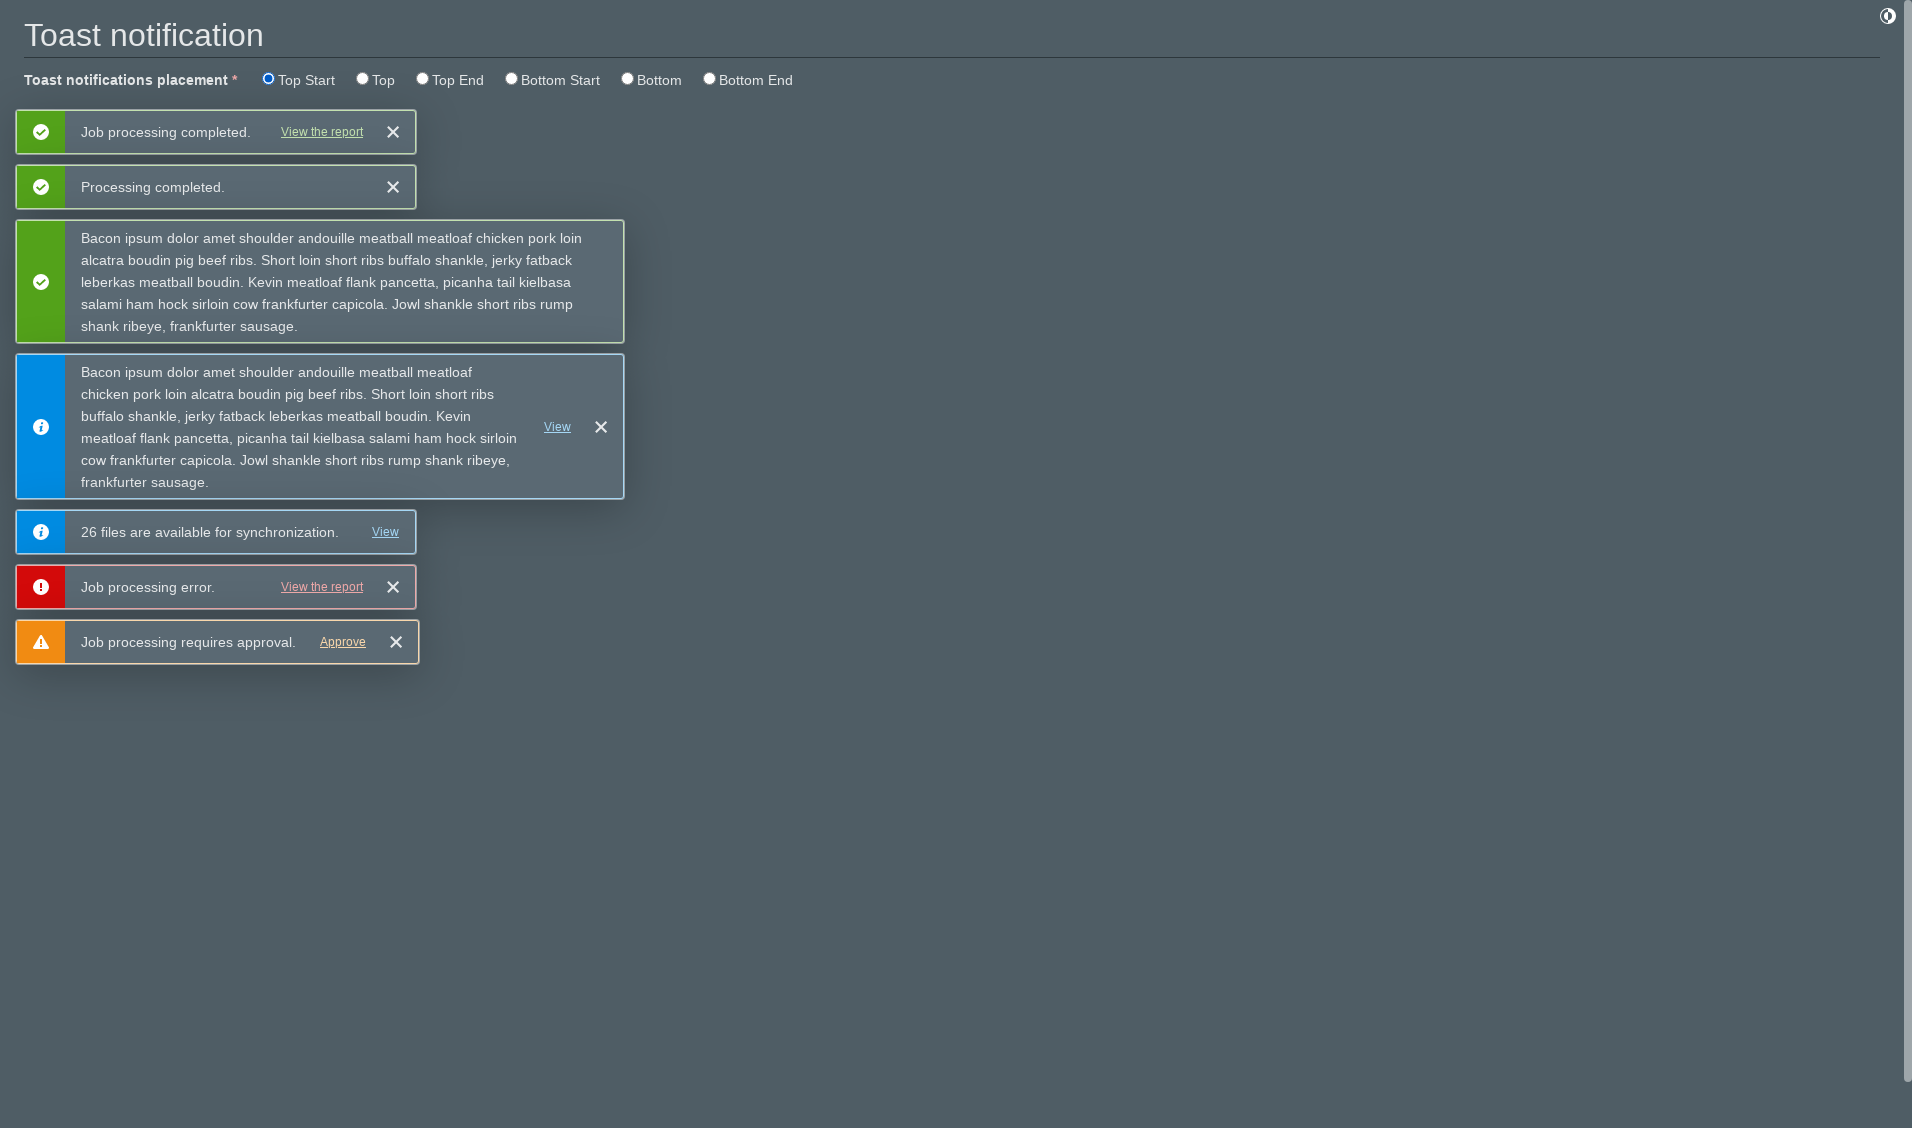 Toast notification
Toast notifications placement * Top Start Top Top End Bottom Start Bottom Bottom End
Job processing completed. View the report
Processing completed.
Bacon ipsum dolor amet shoulder andouille meatball meatloaf chicken pork loin
alcatra boudin pig beef ribs. Short loin short ribs buffalo shankle, jerky fatback
leberkas meatball boudin. Kevin meatloaf flank pancetta, picanha tail kielbasa
salami ham hock sirloin cow frankfurter capicola. Jowl shankle short ribs rump
shank ribeye, frankfurter sausage.
Bacon ipsum dolor amet shoulder andouille meatball meatloaf
chicken pork loin alcatra boudin pig beef ribs. Short loin short ribs
buffalo shankle, jerky fatback leberkas meatball boudin. Kevin
meatloaf flank pancetta, picanha tail kielbasa salami ham hock sirloin
cow frankfurter capicola. Jowl shankle short ribs rump shank ribeye,
frankfurter sausage.
View
26 files are available for synchronization. View
Job processing error. View the report
Job processing requires approval. Approve